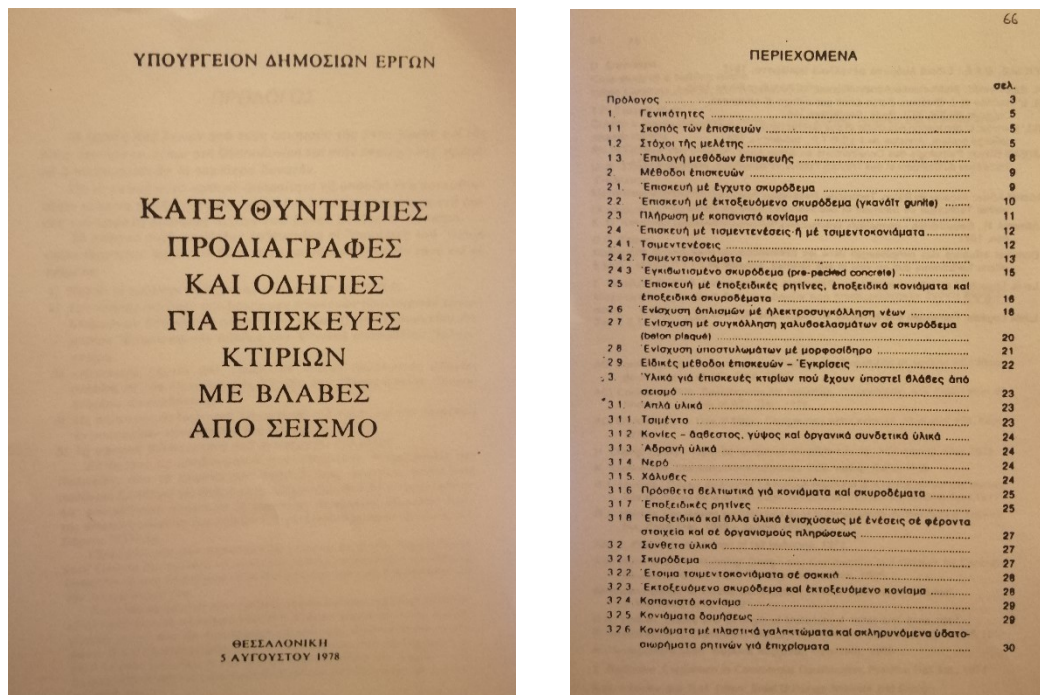 ΥΠΟΥΡΓΕΙΟΝ ΔΗΜΟΣΙΩΝ ΕΡΓΩΝ
ΚΑΤΕΥΘΥΝΤΗΡΙΕΣ
ΠΡΟΔΙΑΓΡΑΦΕΣ
ΚΑΙ ΟΔΗΓΙΕΣ
ΓΙΑ ΕΠΙΣΚΕΥΕΣ
ΚΤΙΡΙΩΝ
ΜΕ ΒΛΑΒΕΣ
ΑΠΟ ΣΕΙΣΜΟ
ΘΕΣΣΑΛΟΝΙΚΗ
5 ΑΥΓΟΥΣΤΟΥ 1978
66
ΠΕΡΙΕΧΟΜΕΝΑ
σελ.
Πρόλογος 3
1. Γενικότητες 5
1 1 Σκοπός τῶν ἐπισκευῶν 5
1.2 Στόχοι τῆς μελέτης 5
1 3. Ἐπιλογή μεθόδων ἐπισκευῆς 6
2. Μέθοδοι ἐπισκευῶν 9
2 1. Ἐπισκευή μέ ἔγχυτο σκυρόδεμα 9
2 2. Ἐπισκευή μέ ἐκτοξευόμενο σκυρόδεμα (γκανάϊτ gunite) 10
2 3 Πλήρωση μέ κοπανιστό κονίαμα 11
2 4 Ἐπισκευή μέ τισμεντενέσεις ἤ μέ τσιμεντοκονιάματα 12
2 4 1. Τσιμεντενέσεις 12
2 4 2. Τσιμεντοκονιάματα 13
2 4 3 Ἐγκιβωτισμένο σκυρόδεμα (pre-packed concrete) 15
2 5 Ἐπισκευή μέ ἐποξειδικές ρητίνες, ἐποξειδικά κονιάματα καί
ἐποξειδικά σκυροδέματα 16
2 6 Ἐνίσχυση ὁπλισμῶν μέ ἠλεκτροσυγκόλληση νέων 18
2 7 Ἐνίσχυση μέ συγκόλληση χαλυβοελασμάτων σέ σκυρόδεμα
(beton plaqué) 20
2 8 Ἐνίσχυση ὑποστυλωμάτων μέ μορφοσίδηρο 21
2 9 Εἰδικές μέθοδοι ἐπισκευῶν – Ἐγκρίσεις 22
3. Ὑλικά γιά ἐπισκευές κτιρίων πού ἔχουν ὑποστεῖ βλάβες ἀπό
σεισμό 23
3 1. Ἁπλά ὑλικά 23
3 1 1 Τσιμέντο 23
3 1 2 Κονίες – ἄσβεστος, γύψος καί ὀργανικά συνδετικά ὑλικά 24
3 1 3 Ἀδρανή ὑλικά 24
3 1 4 Νερό 24
3 1 5. Χάλυβες 24
3 1 6 Πρόσθετα βελτιωτικά γιά κονιάματα καί σκυροδέματα 25
3 1 7 Ἐποξειδικές ρητίνες 25
3 1 8 Ἐποξειδικά καί ἄλλα ὑλικά ἐνισχύσεως μέ ἐνέσεις σέ φέροντα
στοιχεῖα καί σέ ὀργανισμούς πληρώσεως 27
3 2 Σύνθετα ὑλικά 27
3 2 1. Σκυρόδεμα 27
3 2 2. Ἕτοιμα τσιμεντοκονιάματα σέ σακκιά 28
3 2 3. Ἐκτοξευόμενο σκυρόδεμα καί ἐκτοξευόμενο κονίαμα 28
3 2 4. Κοπανιστό κονίαμα 29
3 2 5 Κονιάματα δομήσεως 29
3 2 6 Κονιάματα μέ πλαστικά γαλακτώματα καί σκληρυνόμενα ὑδατο-
αιωρήματα ρητινῶν γιά ἐπιχρίσματα 30